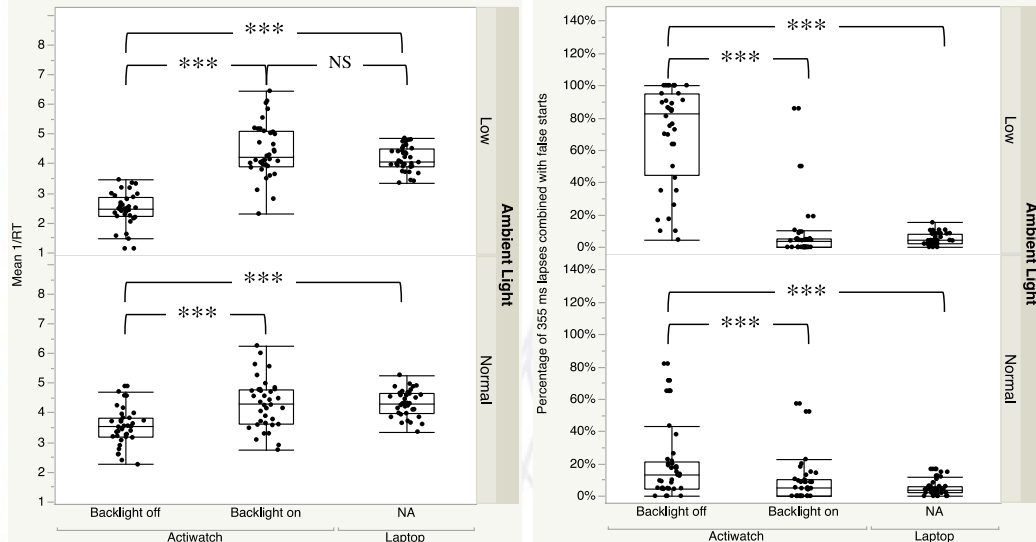 Mean 1/RT
8
7
6
5
4
3
2
1
***
***
NS
Low
8
7
6
5
4
3
2
1
***
***
Normal
Ambient Light
Backlight off
Backlight on
NA
Actiwatch
Laptop
Percentage of 355 ms lapses combined with false starts
140%
120%
100%
80%
60%
40%
20%
0%
***
***
Low
140%
120%
100%
80%
60%
40%
20%
0%
***
***
Normal
Ambient Light
Backlight off
Backlight on
NA
Actiwatch
Laptop